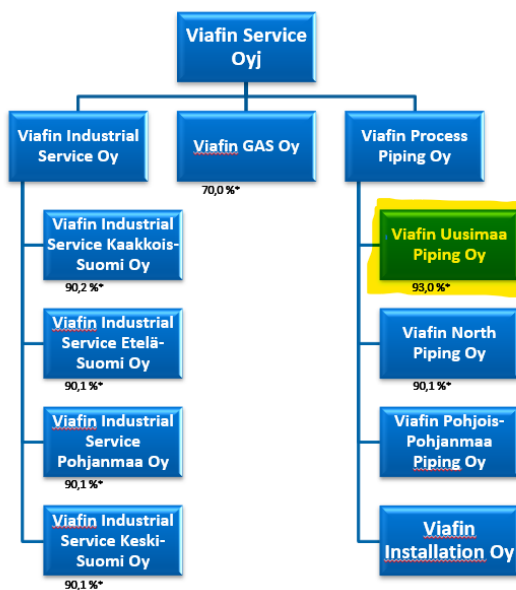 Viafin Service
Oyj
Viafin Industrial
Service Oy
Viafin GAS Oy
70,0 %*
Viafin Process
Piping Oy
Viafin Industrial
Service Kaakkois-
Suomi Oy
90,2 %*
Viafin Industrial
Service Etelä-
Suomi Oy
90,1 %*
Viafin Industrial
Service
Pohjanmaa Oy
90,1 %*
Viafin Industrial
Service Keski-
Suomi Oy
90,1 %*
Viafin Uusimaa
Piping Oy
93,0 %*
Viafin North
Piping Oy
90,1 %*
Viafin Pohjois-
Pohjanmaa
Piping Oy
Viafin
Installation Oy